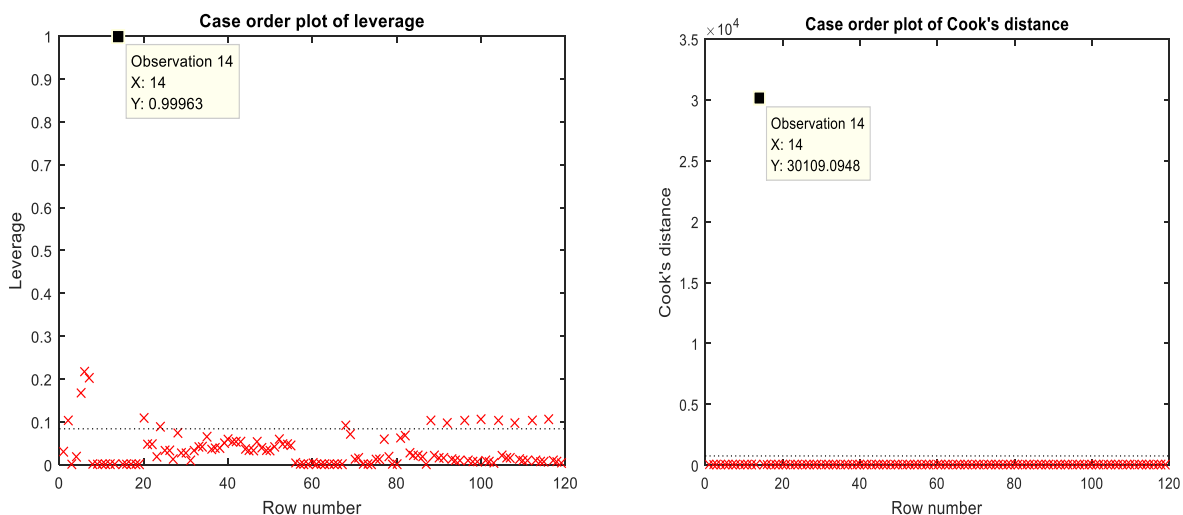 Case order plot of leverage
1
0.9
0.8
0.7
0.6
0.5
0.4
0.3
0.2
0.1
0
Leverage
Observation 14
X: 14
Y: 0.99963
0 20 40 60 80 100 120
Row number
Case order plot of Cook's distance
×10⁴
3.5
3
2.5
2
1.5
1
0.5
0
Cook's distance
Observation 14
X: 14
Y: 30109.0948
0 20 40 60 80 100 120
Row number